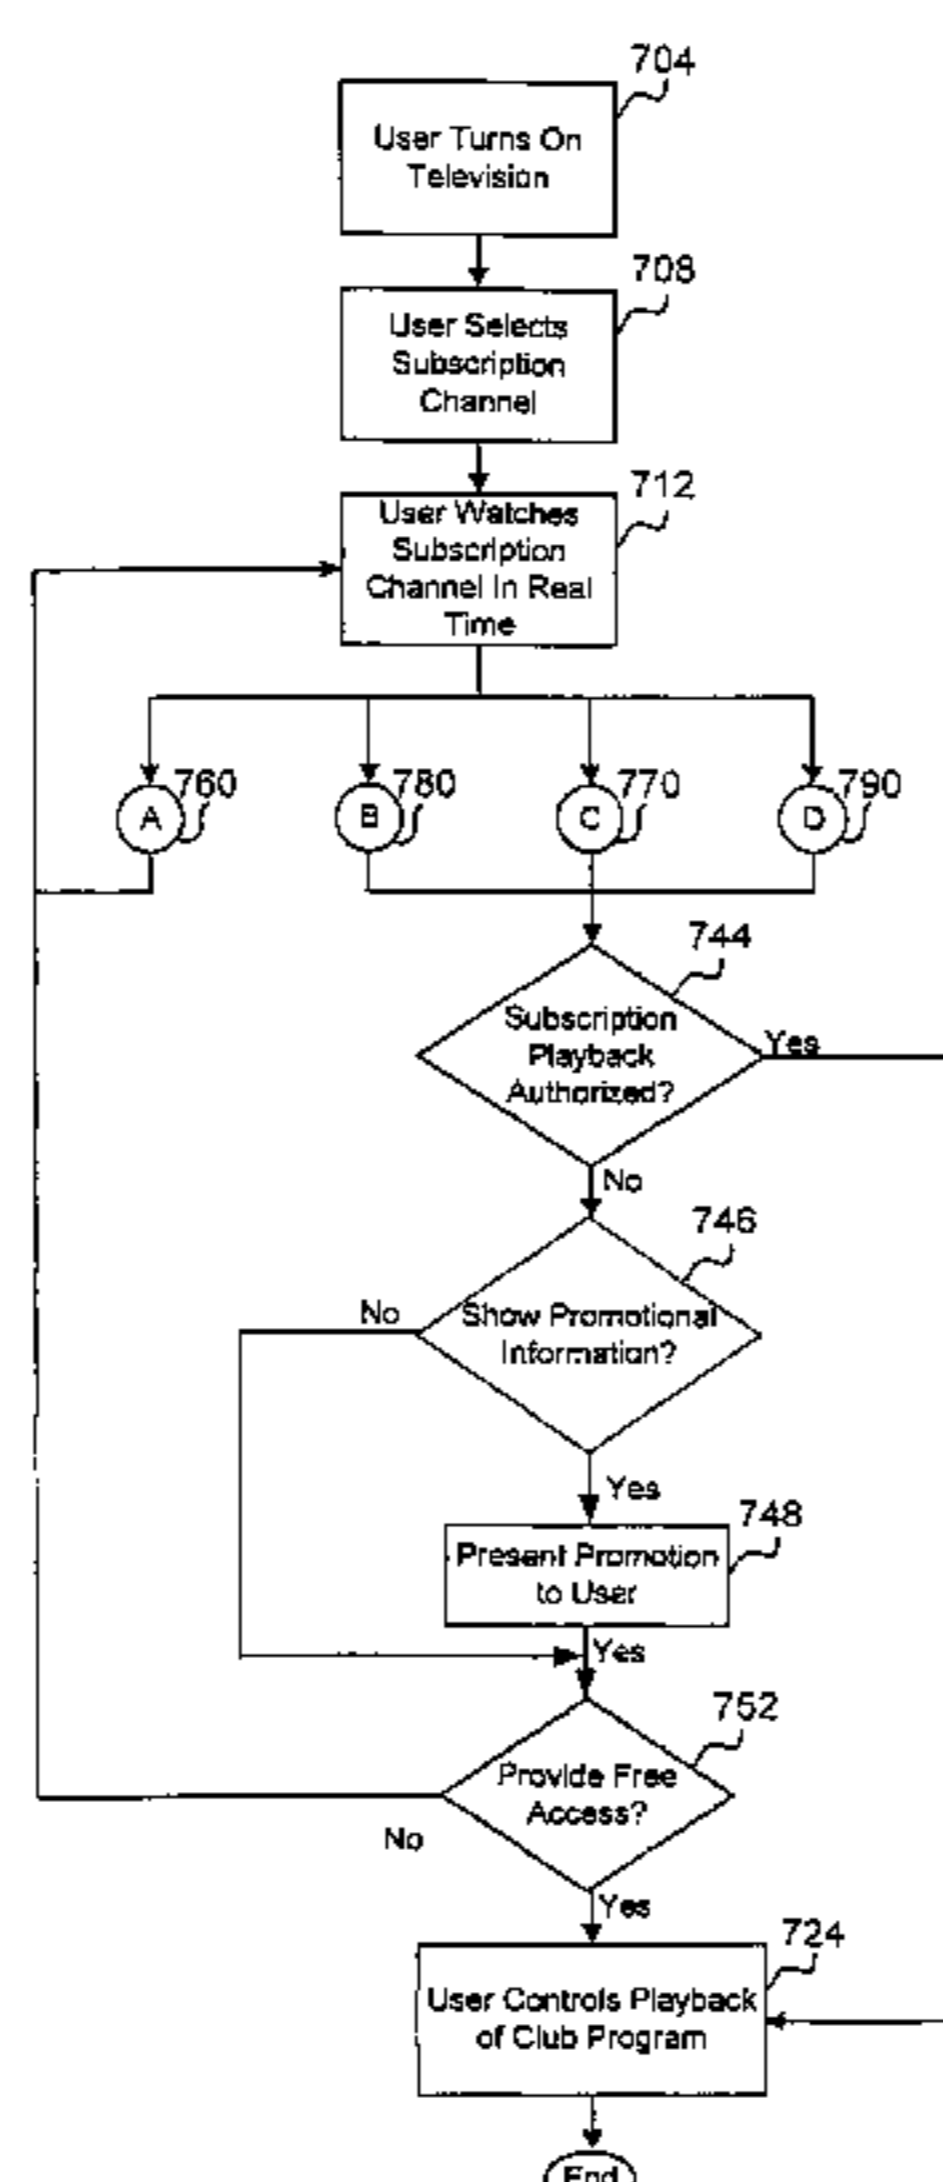 704
User Turns On
Television
708
User Selects
Subscription
Channel
712
User Watches
Subscription
Channel In Real
Time
760
780
770
790
A
B
C
D
744
Subscription
Playback
Authorized?
Yes
No
746
No
Show Promotional
Information?
Yes
748
Present Promotion
to User
Yes
752
Provide Free
Access?
No
Yes
724
User Controls Playback
of Club Program
End